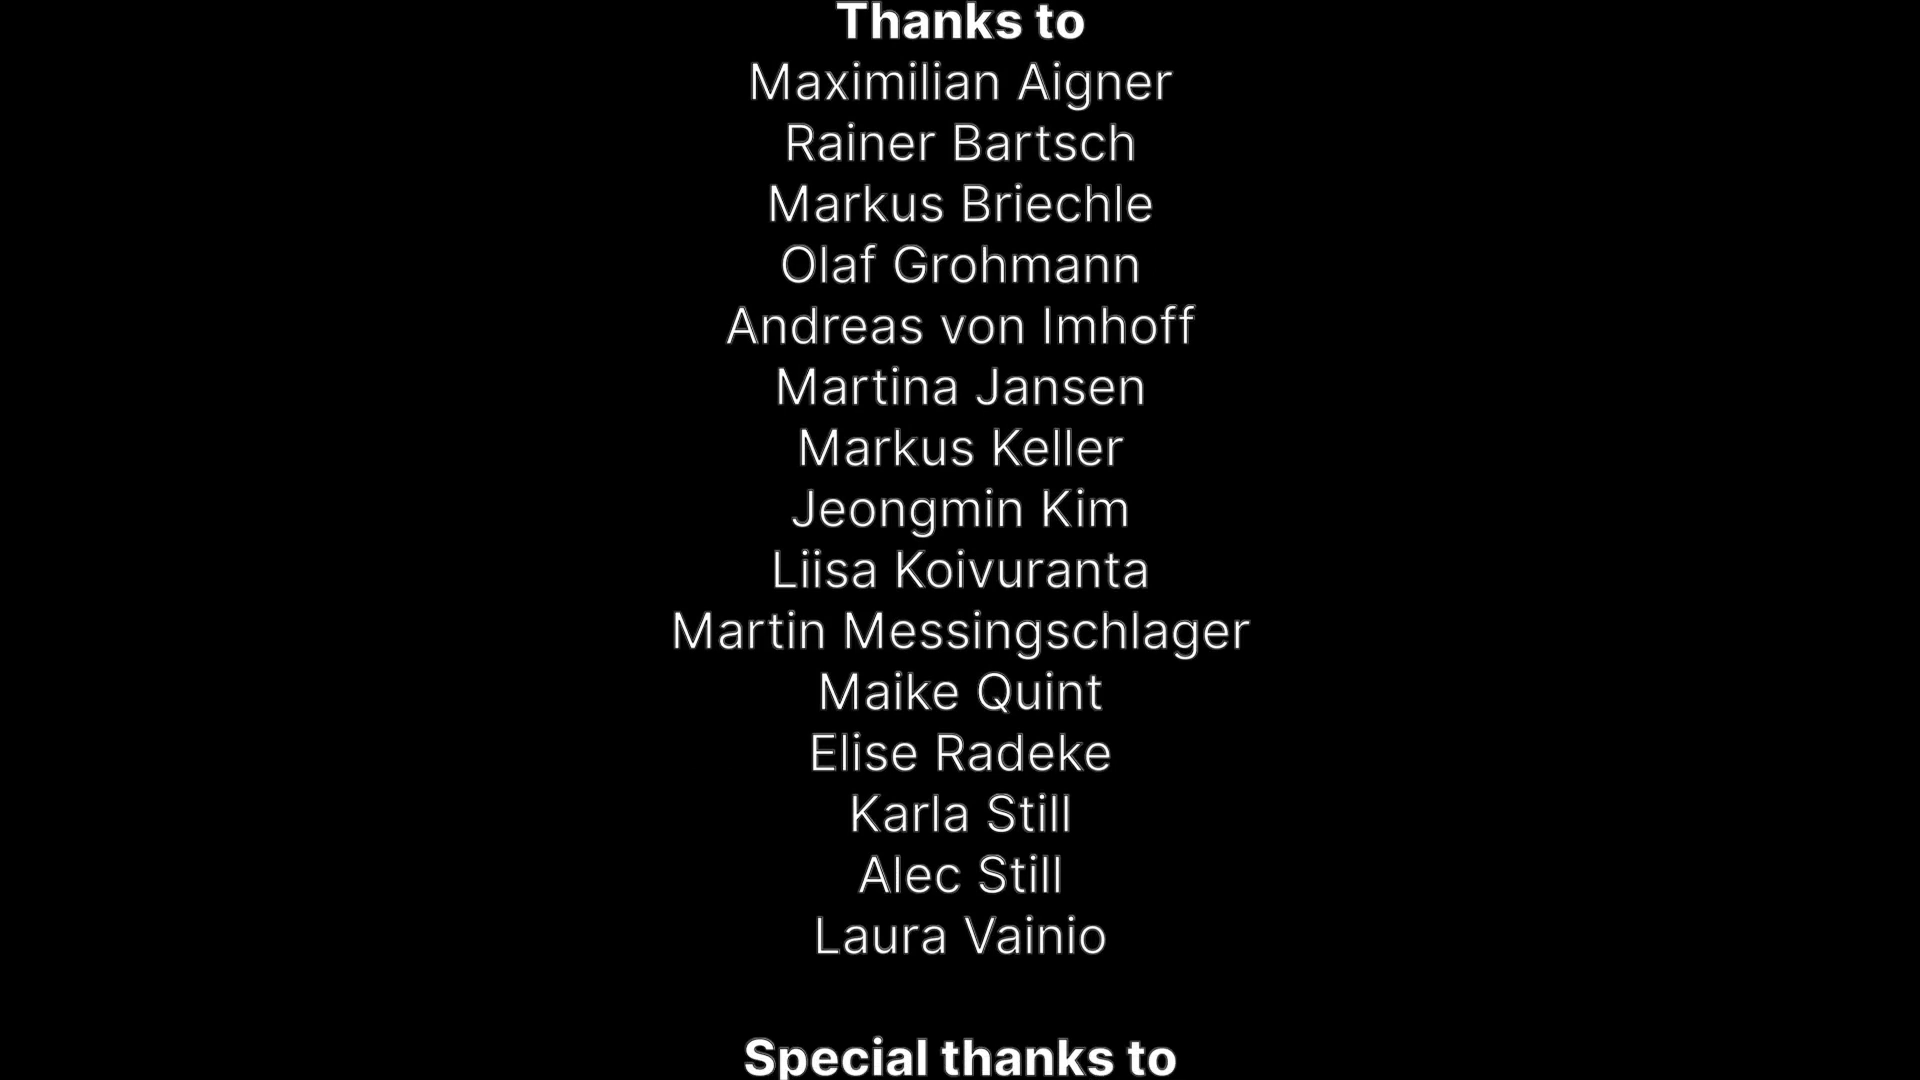 Thanks to
Maximilian Aigner
Rainer Bartsch
Markus Briechle
Olaf Grohmann
Andreas von Imhoff
Martina Jansen
Markus Keller
Jeongmin Kim
Liisa Koivuranta
Martin Messingschlager
Maike Quint
Elise Radeke
Karla Still
Alec Still
Laura Vainio
Special thanks to